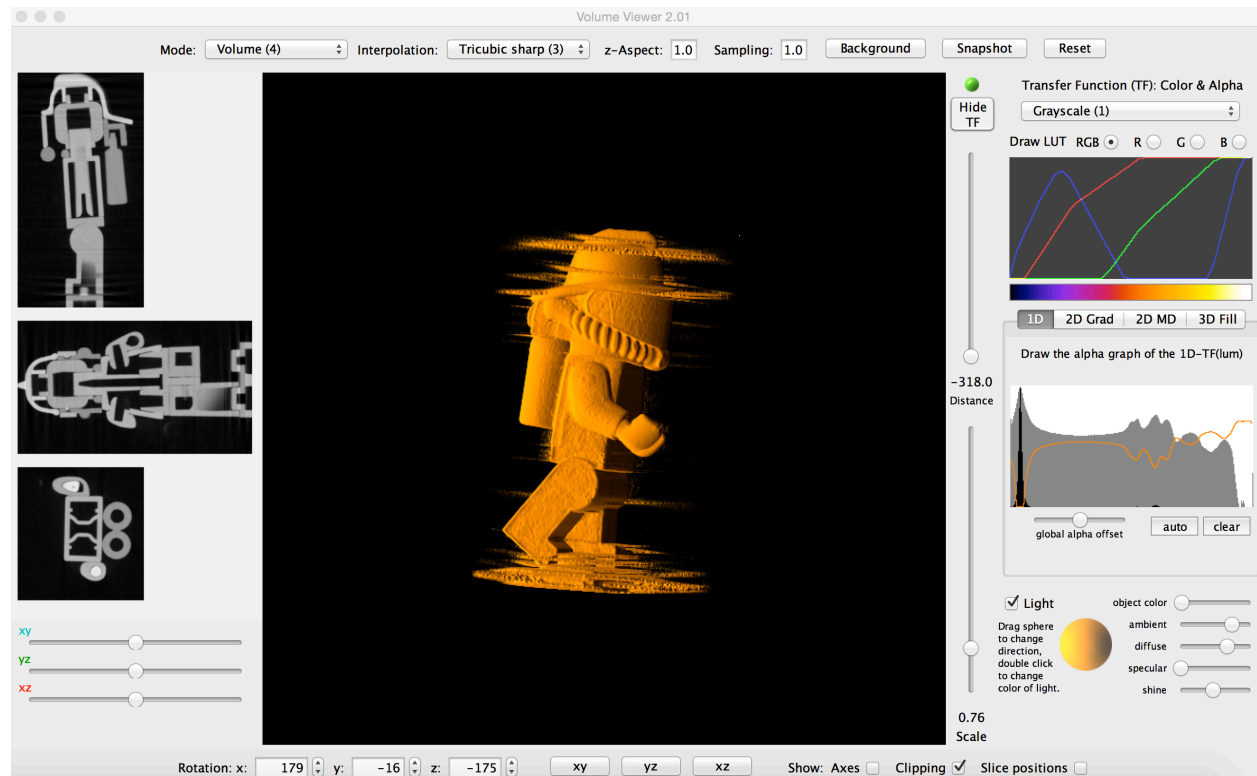 Volume Viewer 2.01
Mode: Volume (4) Interpolation: Tricubic sharp (3) z-Aspect: 1.0 Sampling: 1.0 Background Snapshot Reset
Hide TF
Transfer Function (TF): Color & Alpha
Grayscale (1)
Draw LUT RGB R G B
1D 2D Grad 2D MD 3D Fill
Draw the alpha graph of the 1D-TF(lum)
-318.0
Distance
global alpha offset auto clear
Light
Drag sphere
to change
direction,
double click
to change
color of light.
object color
ambient
diffuse
specular
shine
xy
yz
xz
0.76
Scale
Rotation: x: 179 y: -16 z: -175 xy yz xz Show: Axes Clipping Slice positions